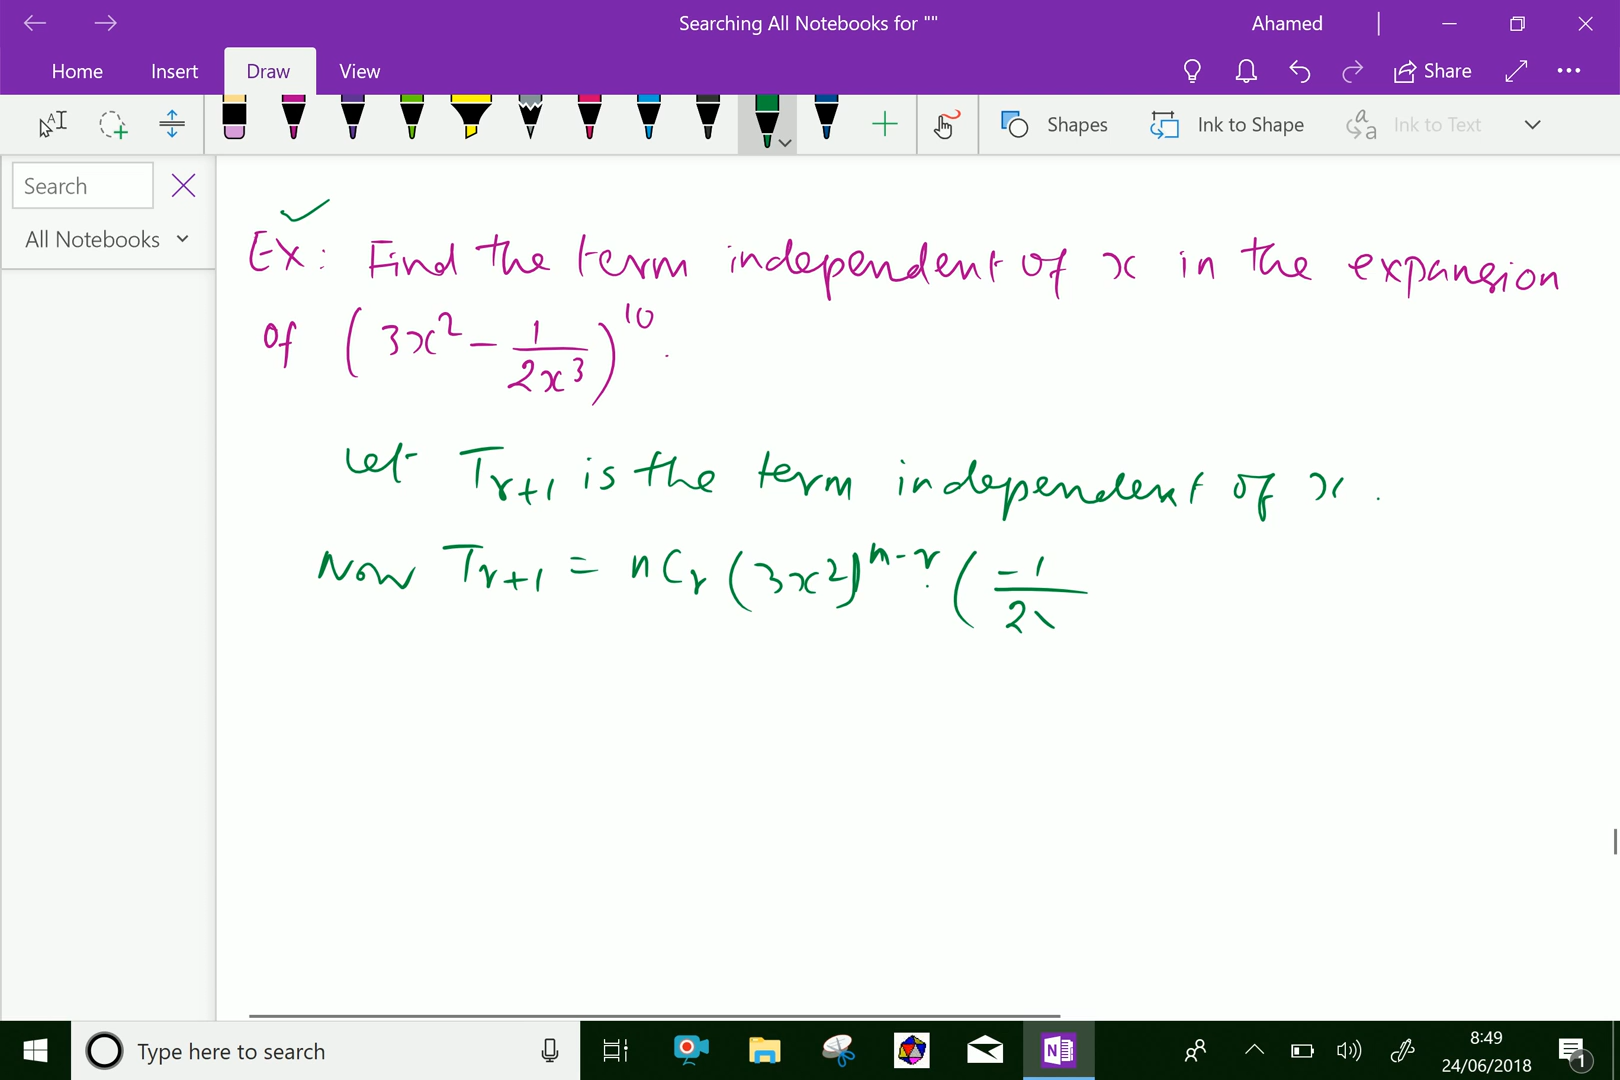 Searching All Notebooks for ""
Ahamed
Home Insert Draw View
Share
Shapes Ink to Shape Ink to Text
Search
All Notebooks
Ex: Find the term independent of x in the expansion
of (3x² - 1/2x³)¹⁰.
Let Tr+1 is the term independent of x.
Now Tr+1 = nCr (3x²)ⁿ⁻ʳ (-1/2
Type here to search
8:49
24/06/2018
1